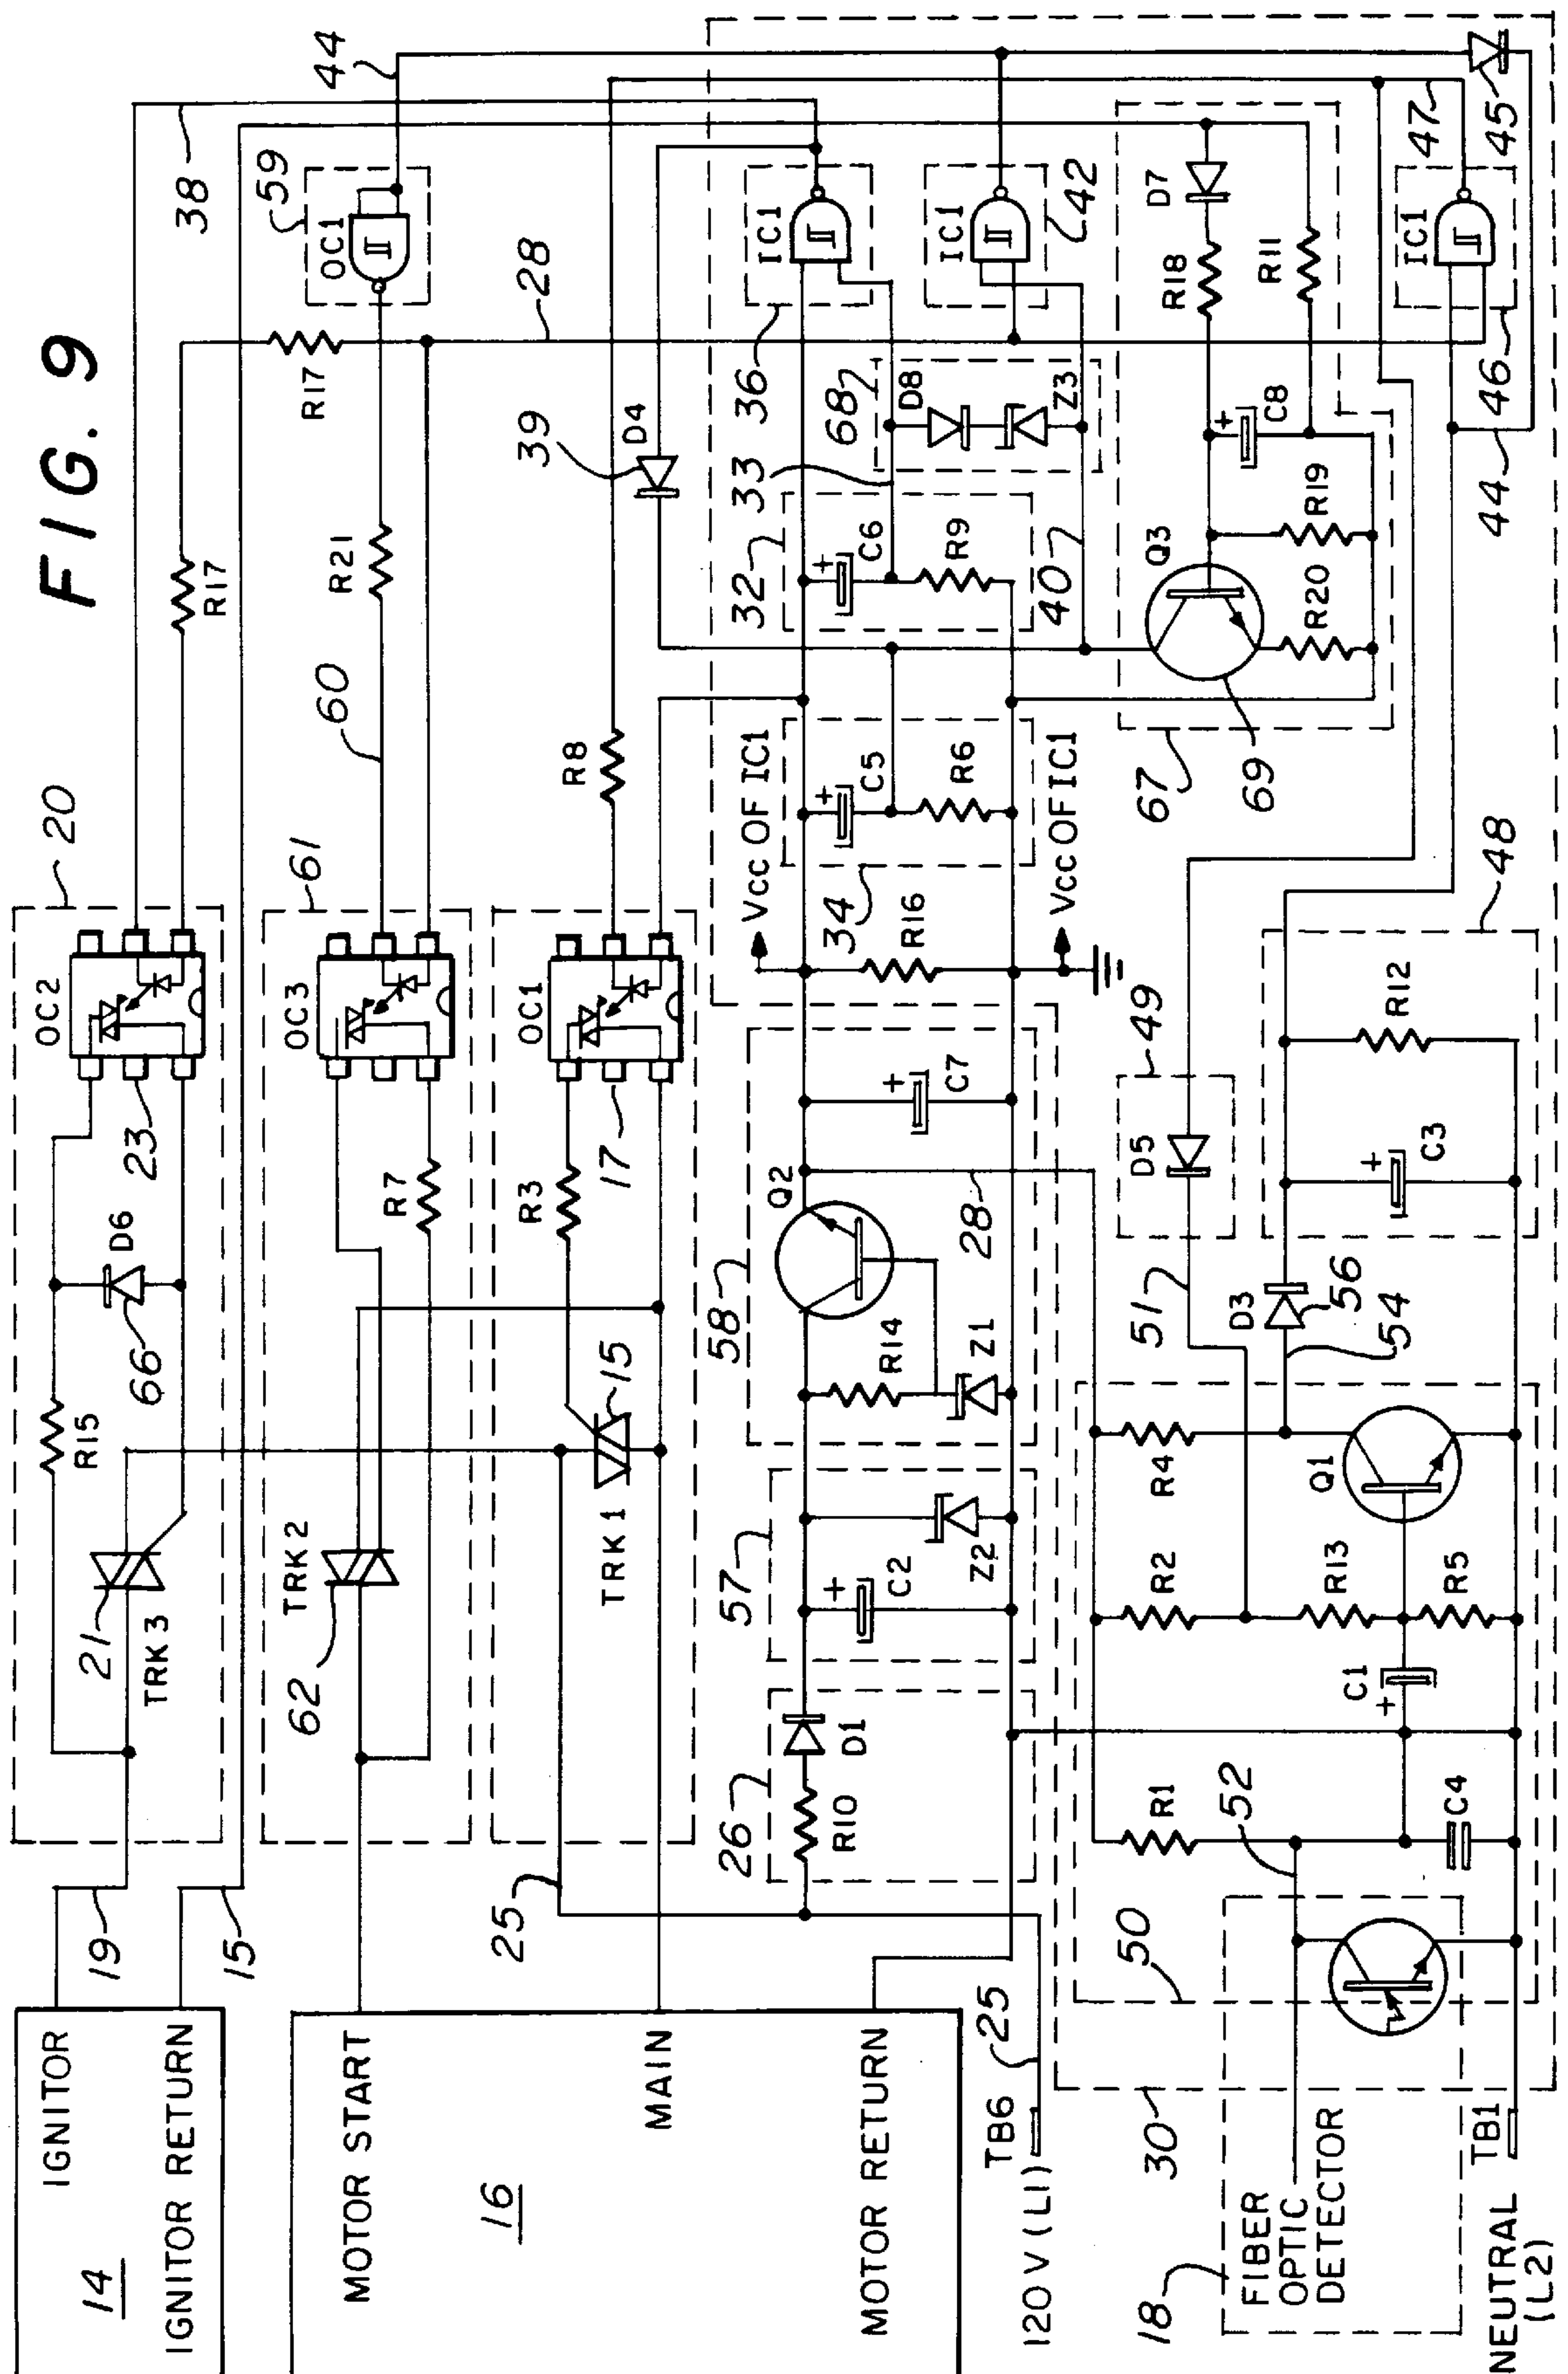 FIG. 9
20
OC2
23
D6
66
R15
21
TRK 3
19
15
IGNITOR
14
IGNITOR RETURN
38
R17
R17
59
OC1
44
28
R21
60
61
OC3
R7
TRK2
62
MOTOR START
16
MAIN
MOTOR RETURN
R8
OC1
17
R3
15
TRK 1
25
39
D4
36
IC1
IC1
42
68
D8
Z3
33
32
C6
R9
40
Vcc OF IC1
34
C5
R6
R16
Vcc OF IC1
58
Q2
C7
R14
Z1
28
57
C2
Z2
26
R10
D1
25
TB6
120V (L1)
D7
R18
R11
C8
R19
Q3
R20
67
69
47
45
IC1
46
44
48
49
D5
R12
C3
51
D3
56
54
R4
Q1
R2
R13
R5
C1
R1
52
C4
50
30
18
FIBER
OPTIC
DETECTOR
TB1
NEUTRAL
(L2)